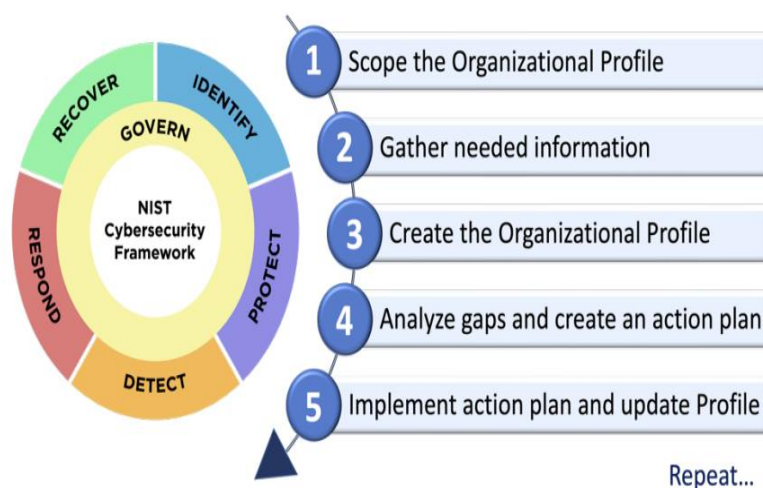 RECOVER
IDENTIFY
GOVERN
NIST
Cybersecurity
Framework
RESPOND
PROTECT
DETECT
1 Scope the Organizational Profile
2 Gather needed information
3 Create the Organizational Profile
4 Analyze gaps and create an action plan
5 Implement action plan and update Profile
Repeat...